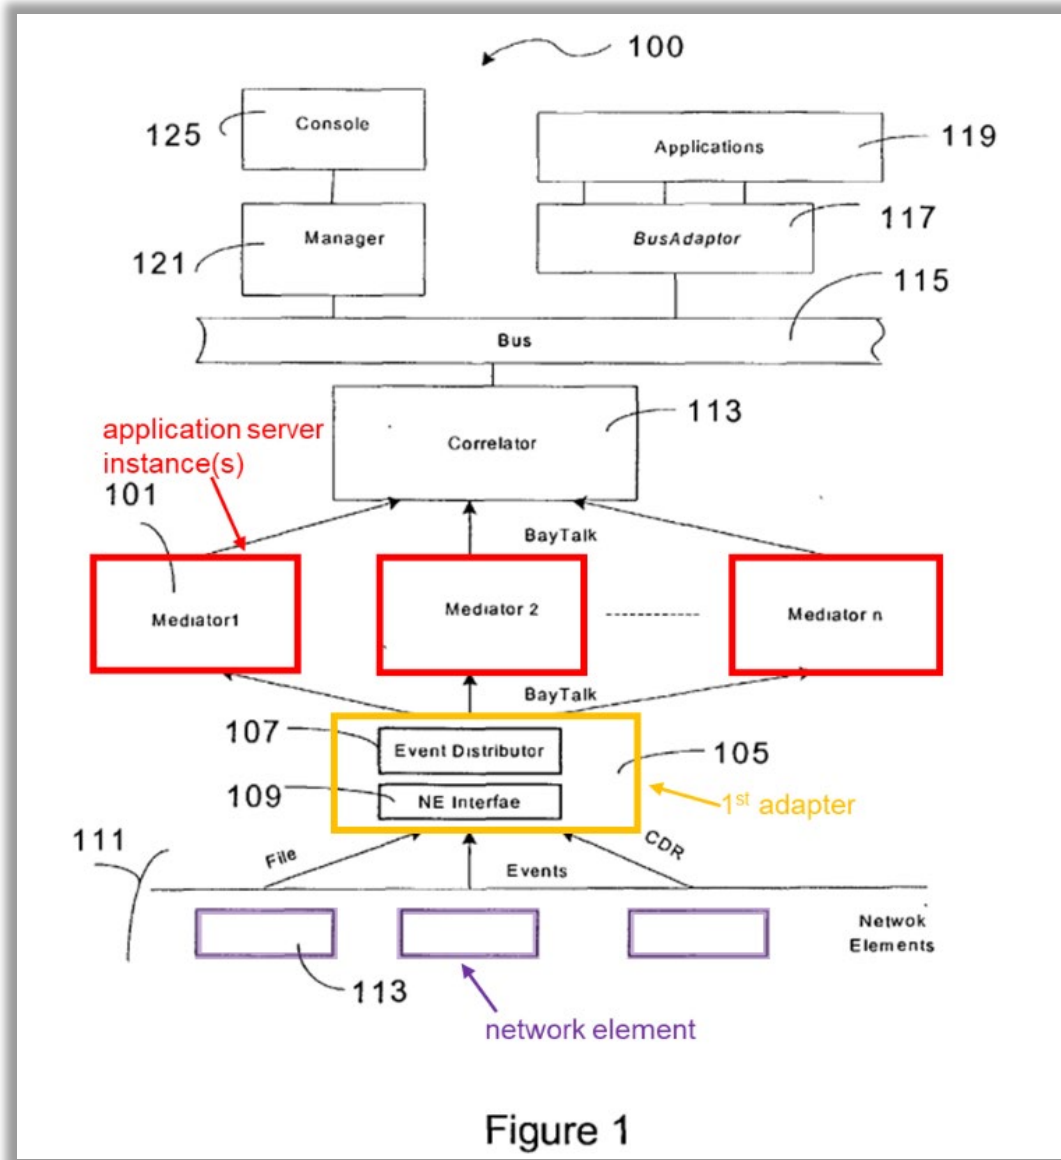 100
Console
125
Applications
119
Manager
121
BusAdaptor
117
115
Bus
113
Correlator
application server
instance(s)
101
BayTalk
Mediator1
Mediator 2
Mediator n
BayTalk
107
Event Distributor
105
109
NE Interfae
1st adapter
111
File
Events
CDR
Netwok
Elements
113
network element
Figure 1